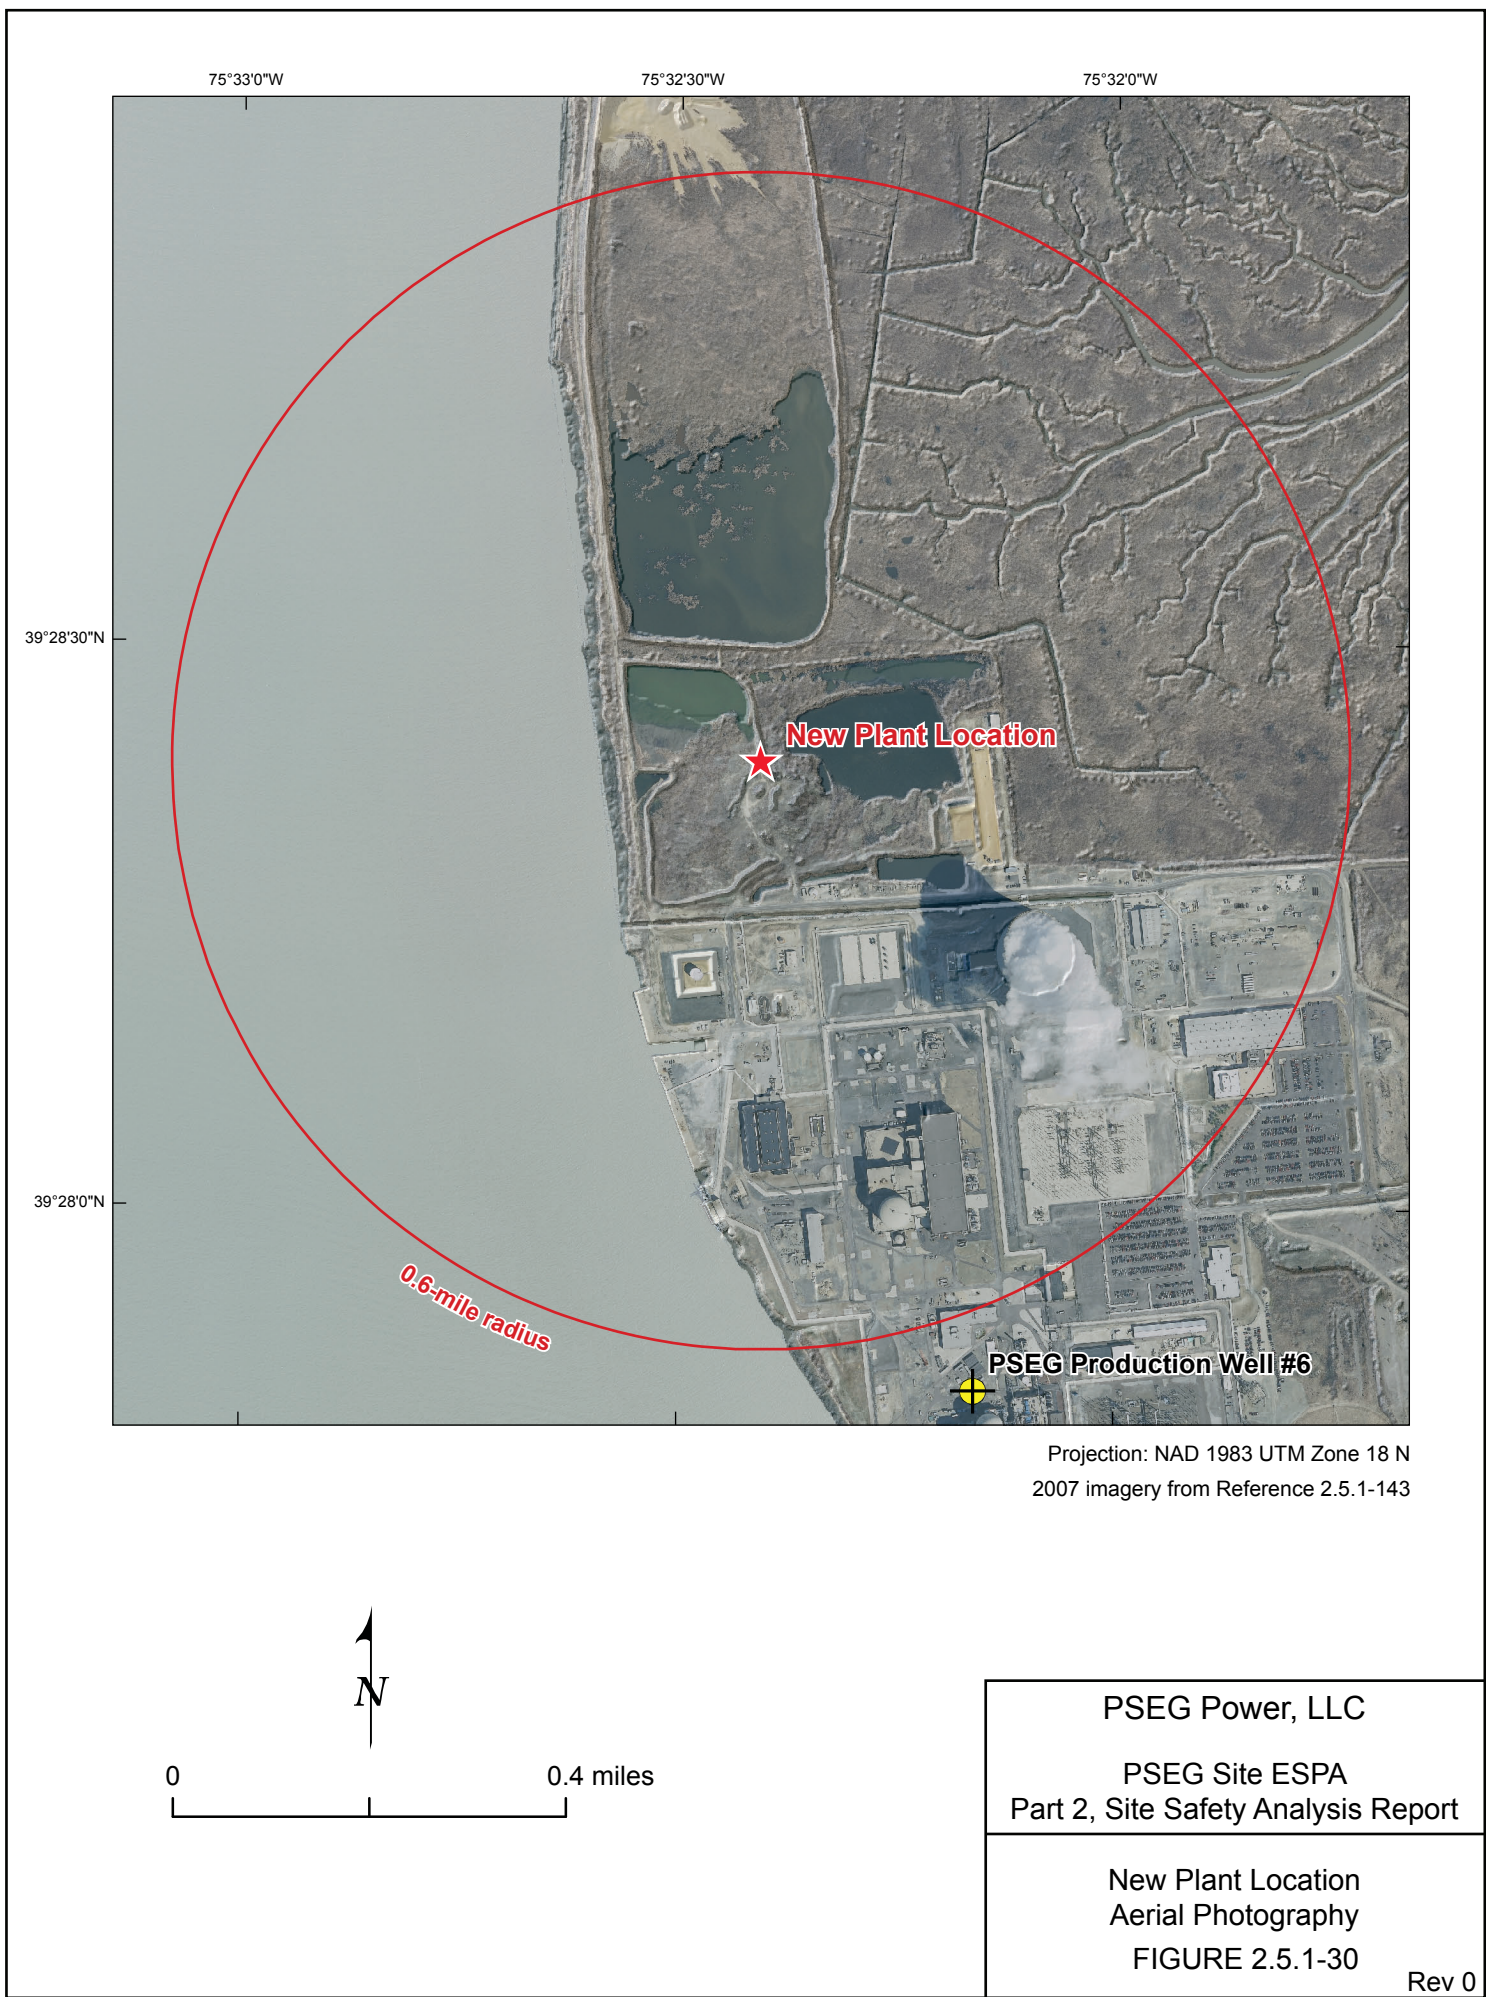 75°33'0"W
75°32'30"W
75°32'0"W
39°28'30"N
New Plant Location
39°28'0"N
0.6-mile radius
PSEG Production Well #6
Projection: NAD 1983 UTM Zone 18 N
2007 imagery from Reference 2.5.1-143
N
0
0.4 miles
PSEG Power, LLC
PSEG Site ESPA
Part 2, Site Safety Analysis Report
New Plant Location
Aerial Photography
FIGURE 2.5.1-30
Rev 0